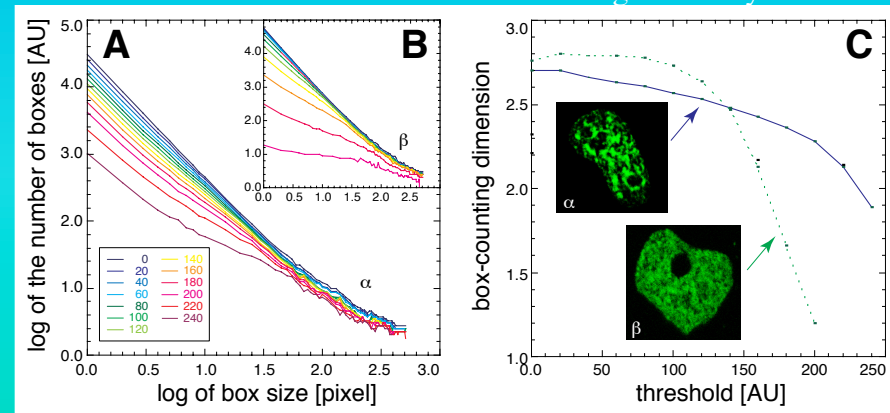 A
B
C
log of the number of boxes [AU]
5.0
4.0
3.0
2.0
1.0
0.0
0.0 0.5 1.0 1.5 2.0 2.5 3.0
log of box size [pixel]
4.0
3.0
2.0
1.0
0.0
0.0 0.5 1.0 1.5 2.0 2.5
β
α
0
20
40
60
80
100
120
140
160
180
200
220
240
box-counting dimension
3.0
2.5
2.0
1.5
1.0
0 50 100 150 200 250
threshold [AU]
α
β